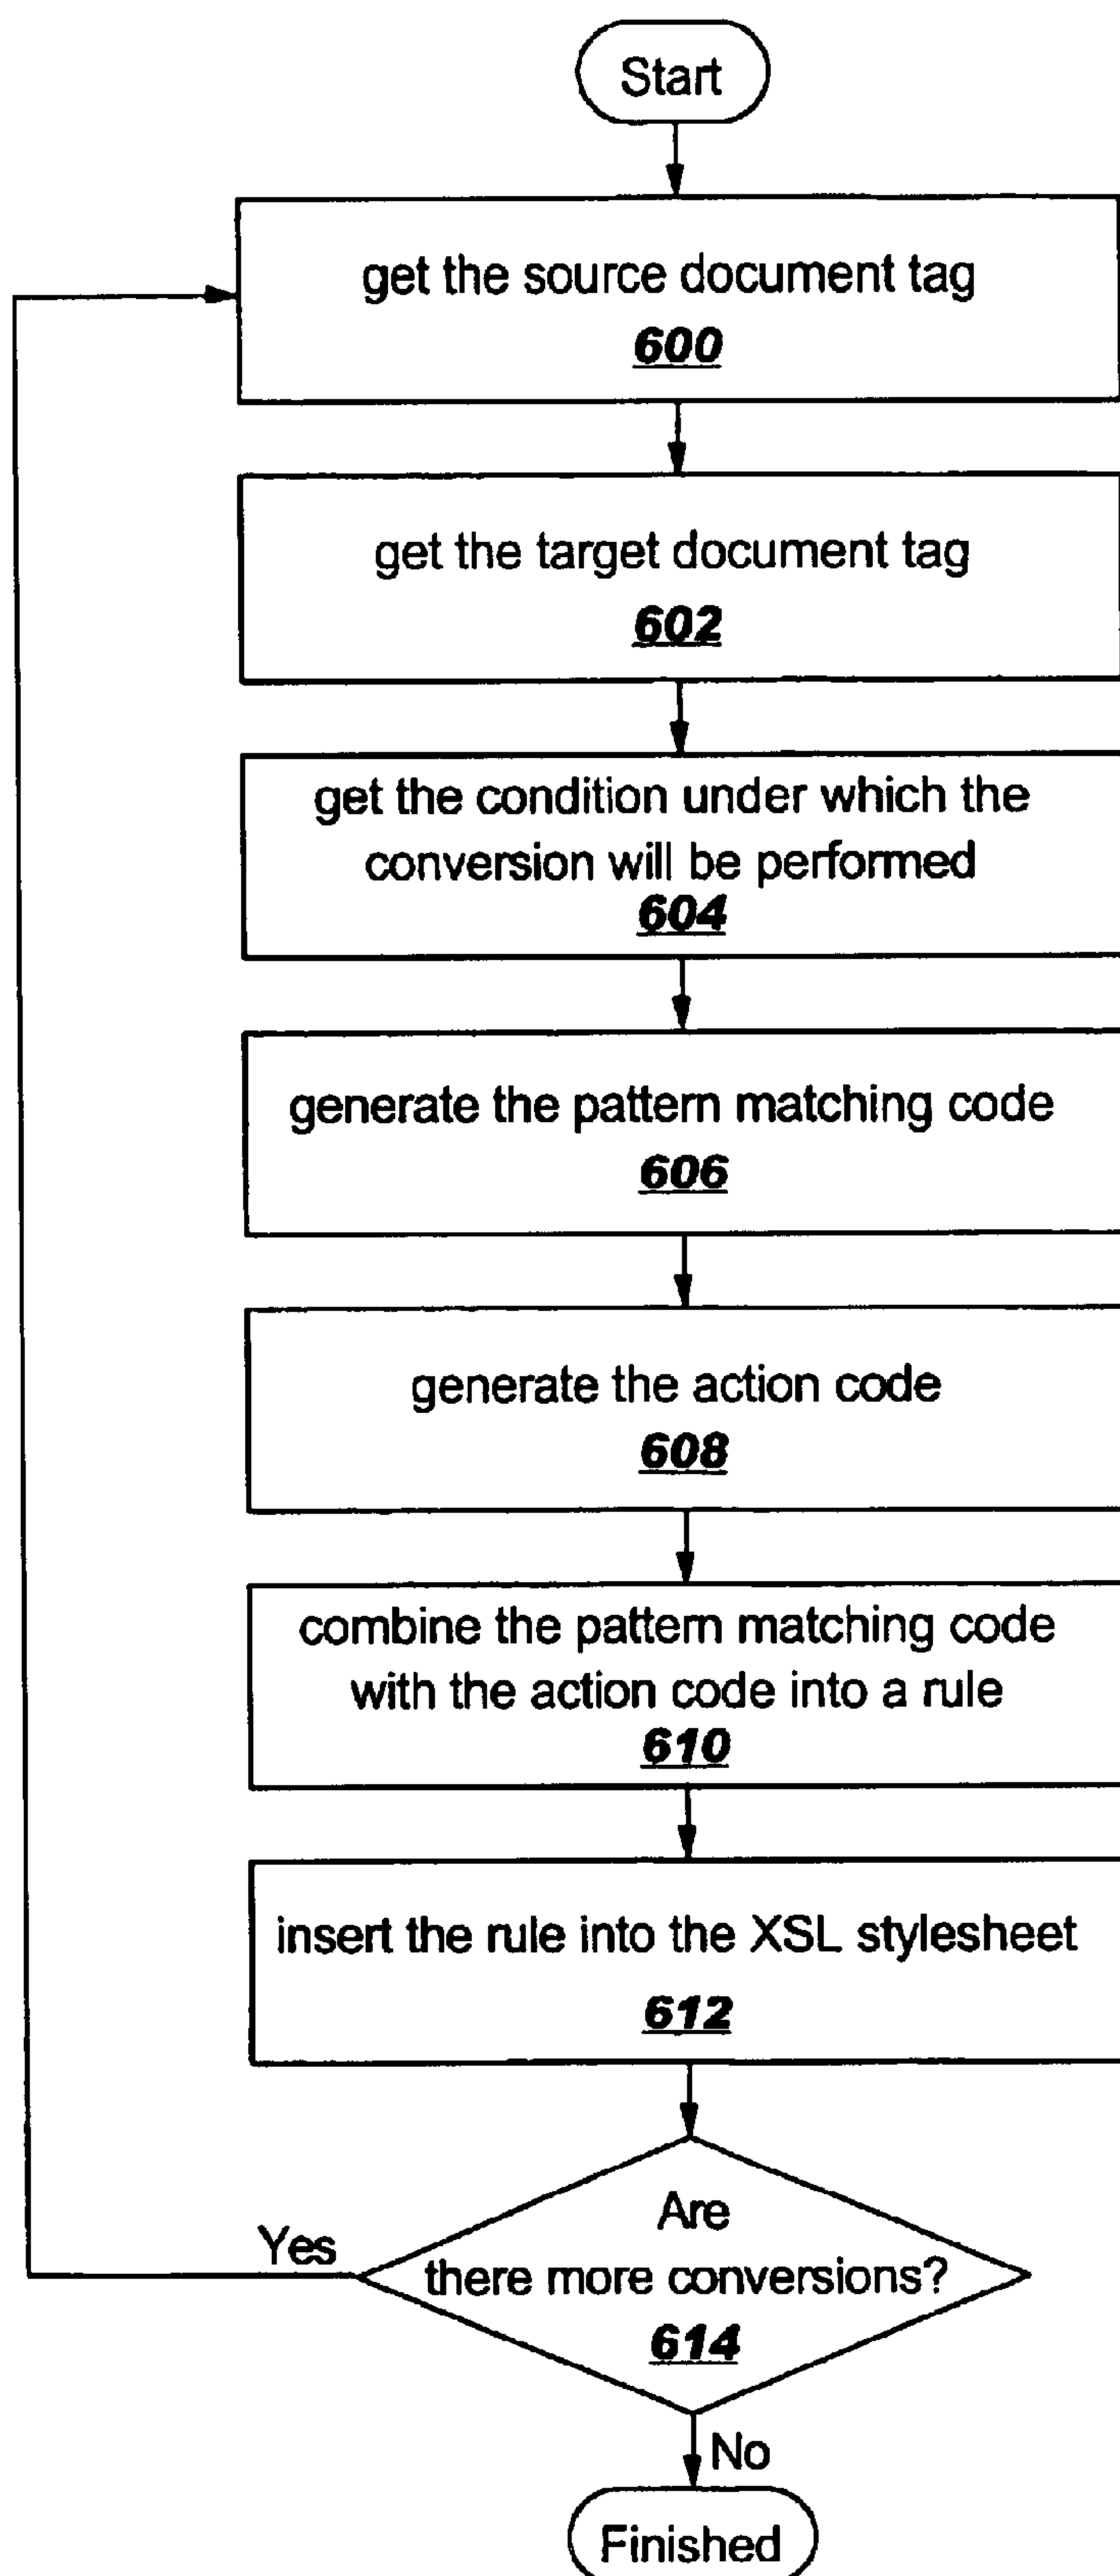 Start
get the source document tag
600
get the target document tag
602
get the condition under which the
conversion will be performed
604
generate the pattern matching code
606
generate the action code
608
combine the pattern matching code
with the action code into a rule
610
insert the rule into the XSL stylesheet
612
Are
there more conversions?
614
Yes
No
Finished